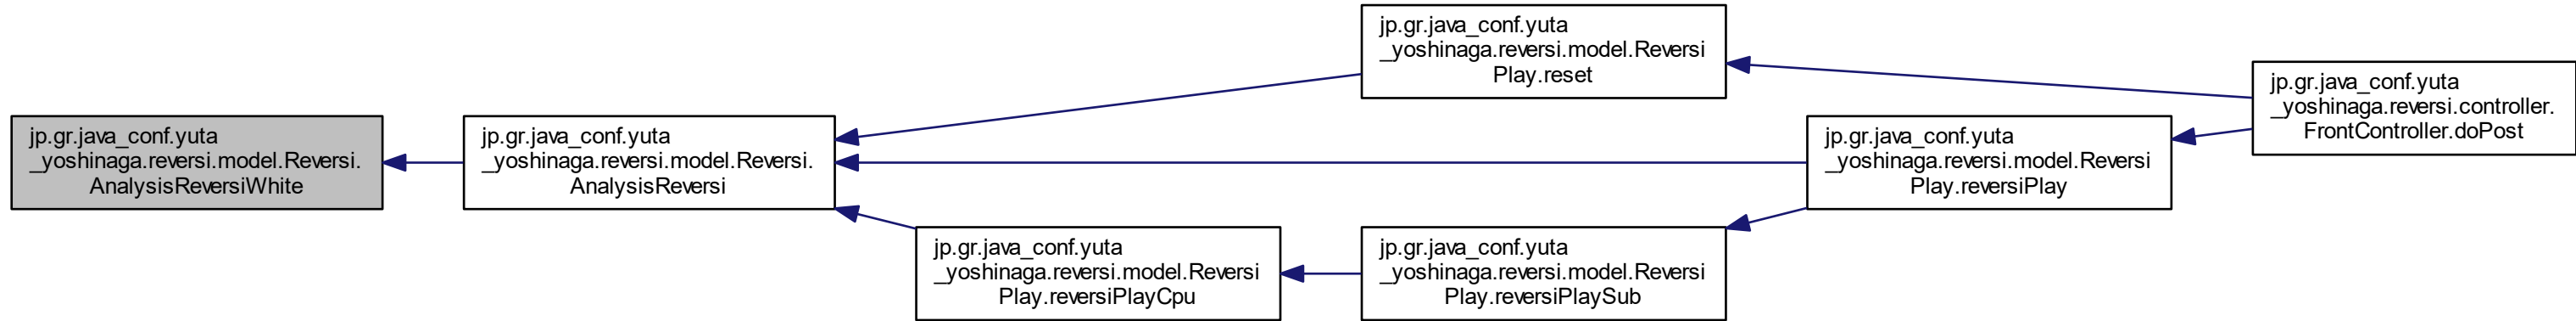 jp.gr.java_conf.yuta
_yoshinaga.reversi.model.Reversi.
AnalysisReversiWhite
jp.gr.java_conf.yuta
_yoshinaga.reversi.model.Reversi.
AnalysisReversi
jp.gr.java_conf.yuta
_yoshinaga.reversi.model.Reversi
Play.reset
jp.gr.java_conf.yuta
_yoshinaga.reversi.controller.
FrontController.doPost
jp.gr.java_conf.yuta
_yoshinaga.reversi.model.Reversi
Play.reversiPlay
jp.gr.java_conf.yuta
_yoshinaga.reversi.model.Reversi
Play.reversiPlayCpu
jp.gr.java_conf.yuta
_yoshinaga.reversi.model.Reversi
Play.reversiPlaySub